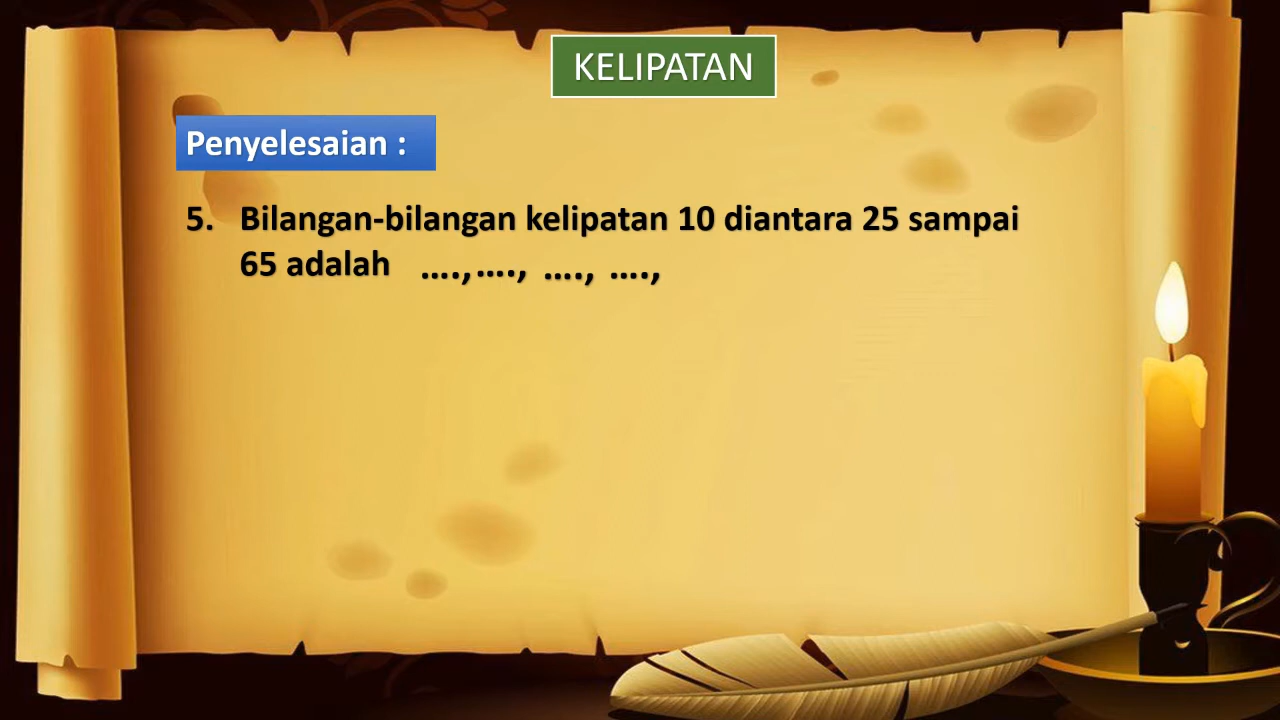 KELIPATAN
Penyelesaian :
5. Bilangan-bilangan kelipatan 10 diantara 25 sampai
65 adalah ...., ...., ...., ....,